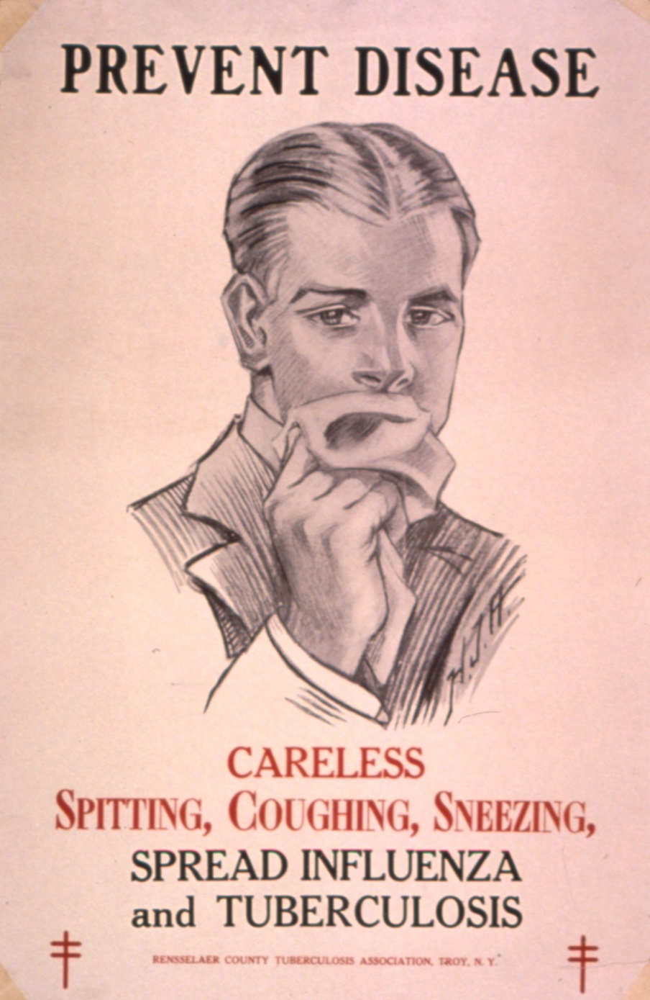 PREVENT DISEASE
H.J.H.
CARELESS
SPITTING, COUGHING, SNEEZING,
SPREAD INFLUENZA
and TUBERCULOSIS
RENSSELAER COUNTY TUBERCULOSIS ASSOCIATION, TROY, N. Y.